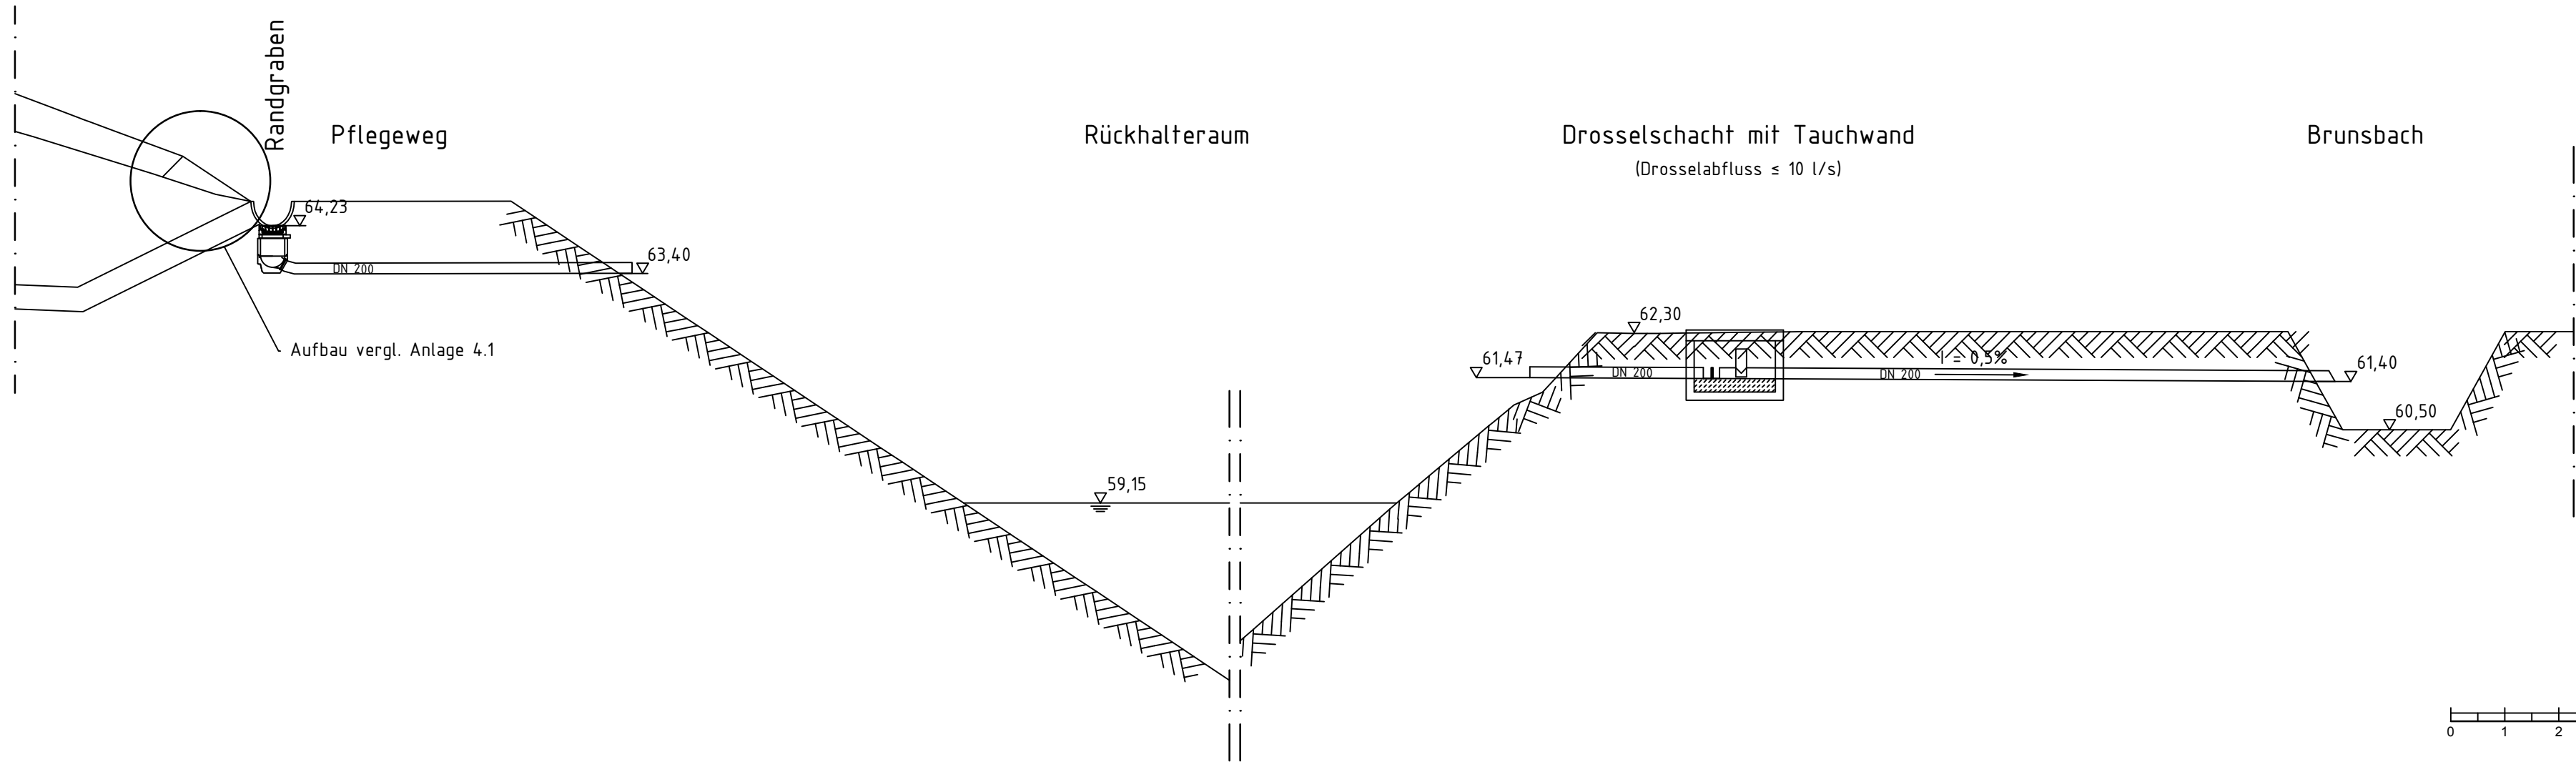 Randgraben
Pflegeweg
Rückhalteraum
Drosselschacht mit Tauchwand
(Drosselabfluss ≤ 10 l/s)
Brunsbach
64,23
63,40
DN 200
Aufbau vergl. Anlage 4.1
59,15
62,30
61,47
DN 200
I = 0,5%
DN 200
61,40
60,50
0 1 2